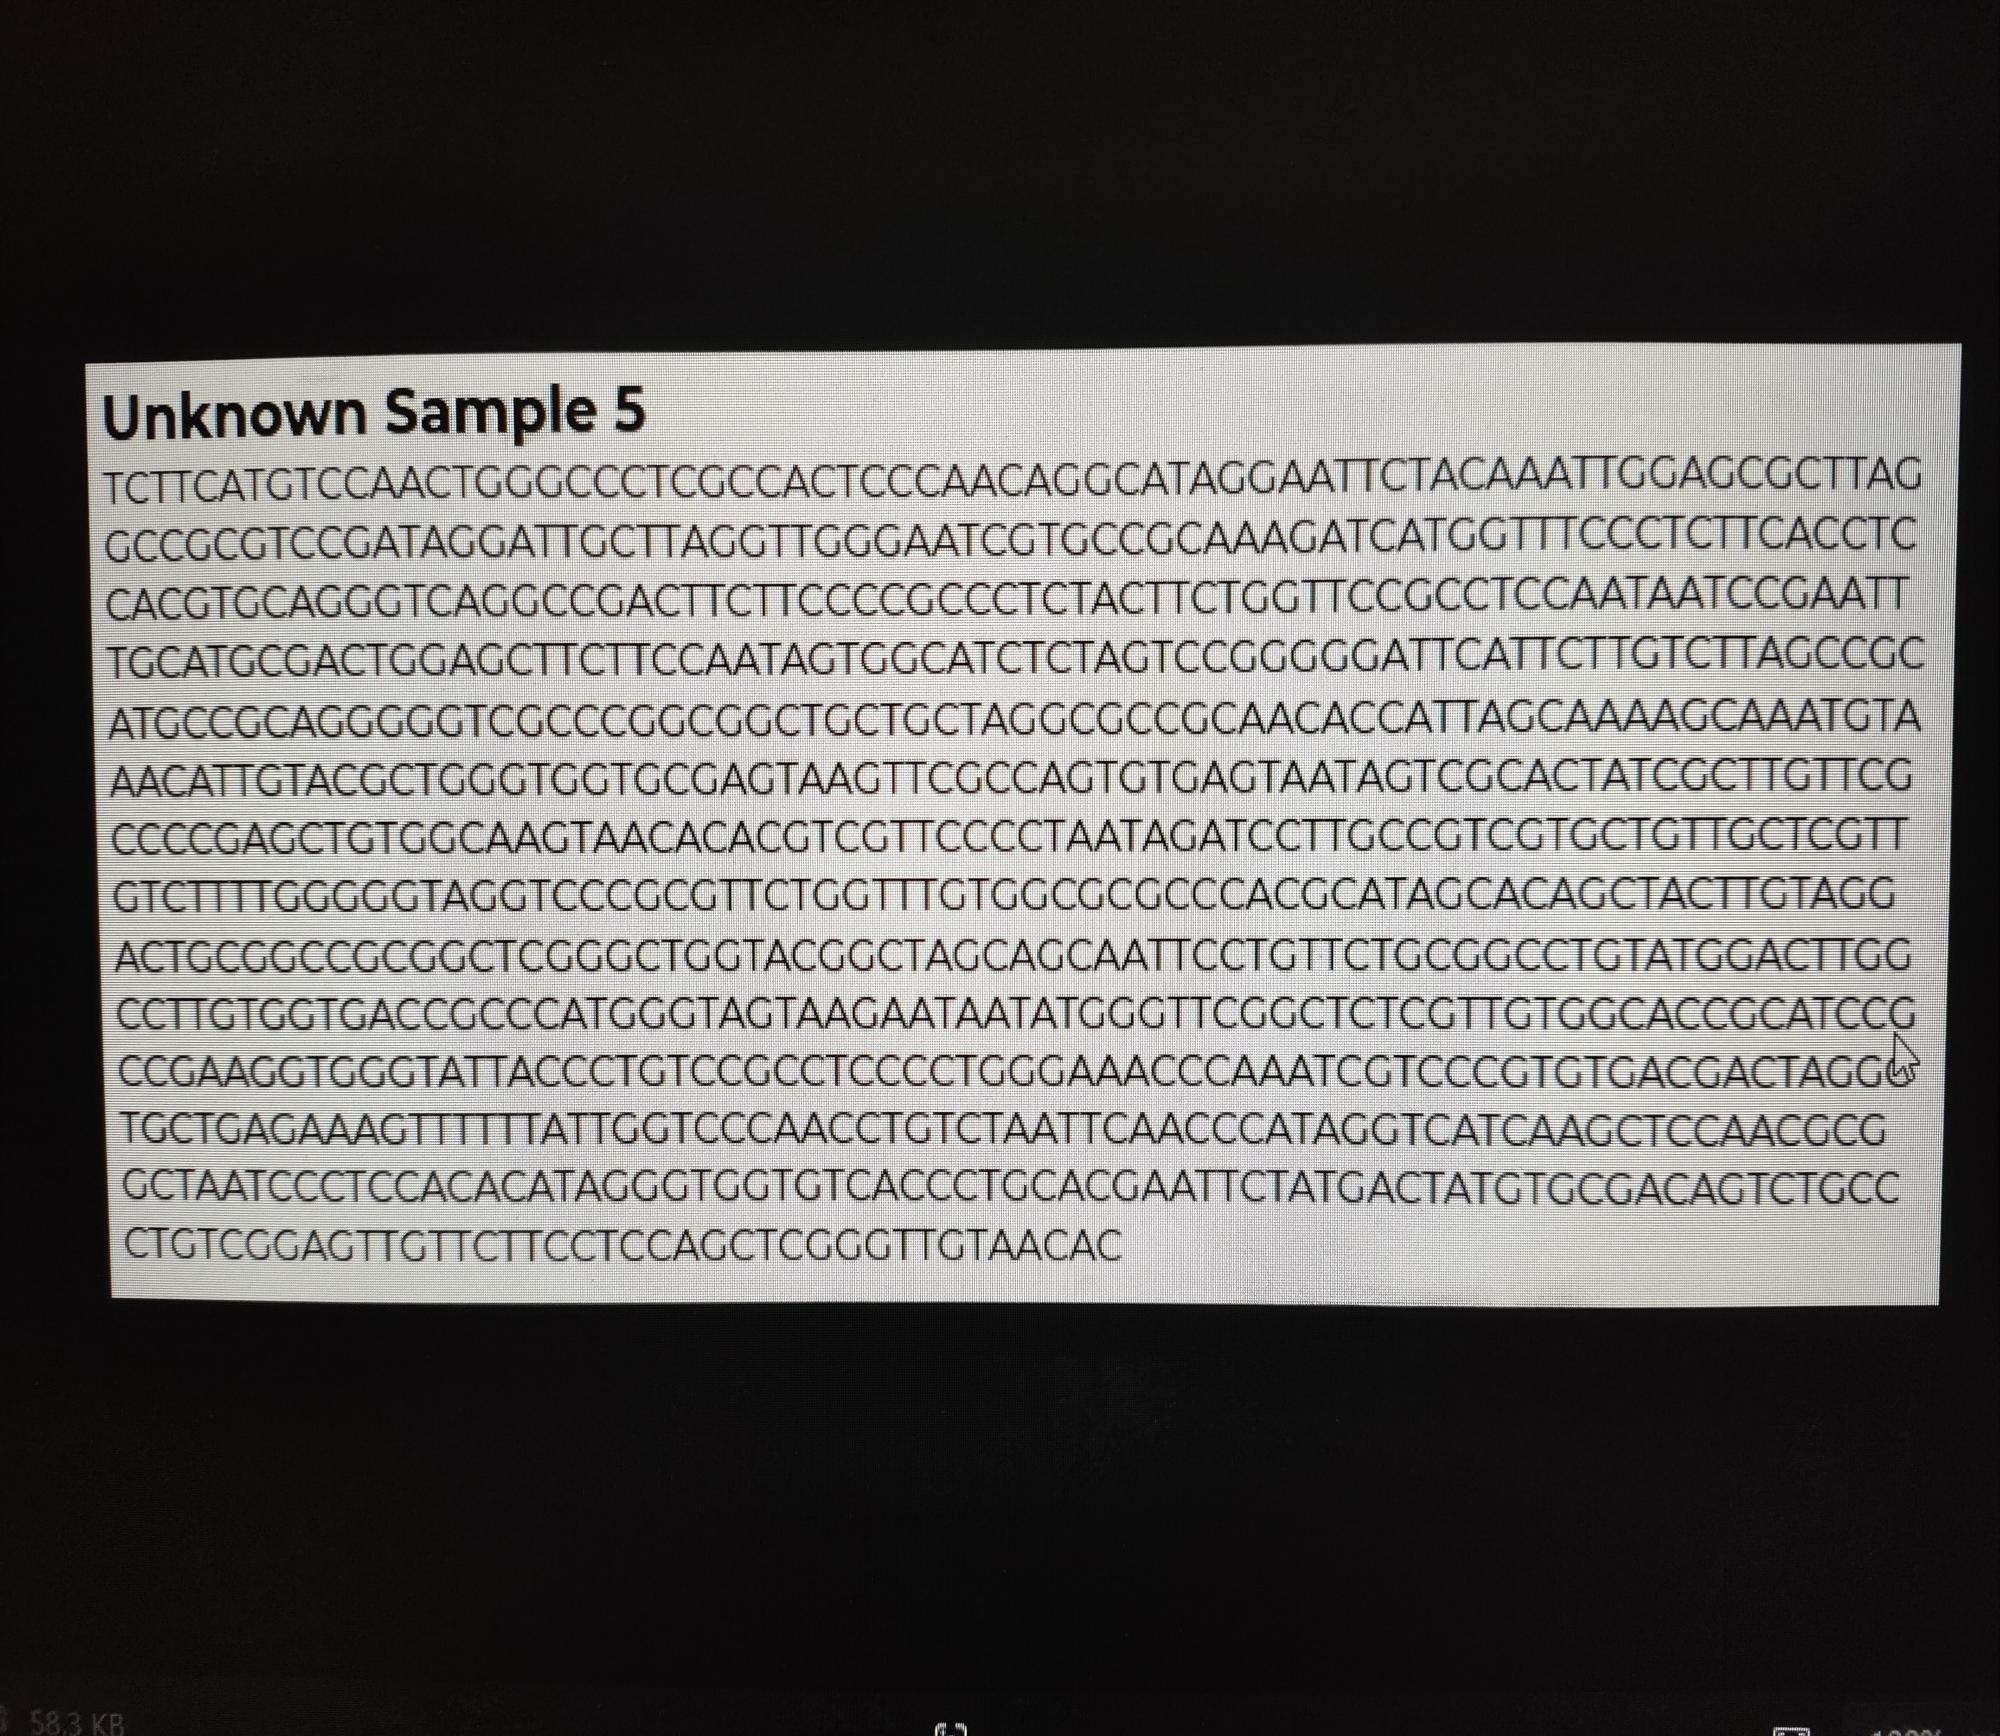 Unknown Sample 5
TCTTCATGTCCAACTGGGCCCTCGCCACTCCCAACAGGCATAGGAATTCTACAAATTGGAGCGCTTAG
GCCGCGTCCGATAGGATTGCTTAGGTTGGGAATCGTGCCGCAAAGATCATGGTTTCCCTCTTCACCTC
CACGTGCAGGGTCAGGCCGACTTCTTCCCCGCCCTCTACTTCTGGTTCCGCCTCCAATAATCCGAATT
TGCATGCGACTGGAGCTTCTTCCAATAGTGGCATCTCTAGTCCGGGGGATTCATTCTTGTCTTAGCCGC
ATGCCGCAGGGGGTCGCCCGGCGGCTGCTGCTAGGCGCCGCAACACCATTAGCAAAAGCAAATGTA
AACATTGTACGCTGGGTGGTGCGAGTAAGTTCGCCAGTGTGAGTAATAGTCGCACTATCGCTTGTTCG
CCCCGAGCTGTGGCAAGTAACACACGTCGTTCCCCTAATAGATCCTTGCCGTCGTGCTGTTGCTCGTT
GTCTTTTGGGGGTAGGTCCCGCGTTCTGGTTTGTGGCGCGCCCACGCATAGCACAGCTACTTGTAGG
ACTGCGGCCGCGGCTCGGGCTGGTACGGCTAGCAGCAATTCCTGTTCTGCGGCCTGTATGGACTTGG
CCTTGTGGTGACCGCCCATGGGTAGTAAGAATAATATGGGTTCGGCTCTCGTTGTGGCACCGCATCCG
CCGAAGGTGGGTATTACCCTGTCCGCCTCCCCTGGGAAACCCAAATCGTCCCGTGTGACGACTAGGG
TGCTGAGAAAGTTTTTTATTGGTCCCAACCTGTCTAATTCAACCCATAGGTCATCAAGCTCCAACGCG
GCTAATCCCTCCACACATAGGGTGGTGTCACCCTGCACGAATTCTATGACTATGTGCGACAGTCTGCC
CTGTCGGAGTTGTTCTTCCTCCAGCTCGGGTTGTAACAC
58.3 KB